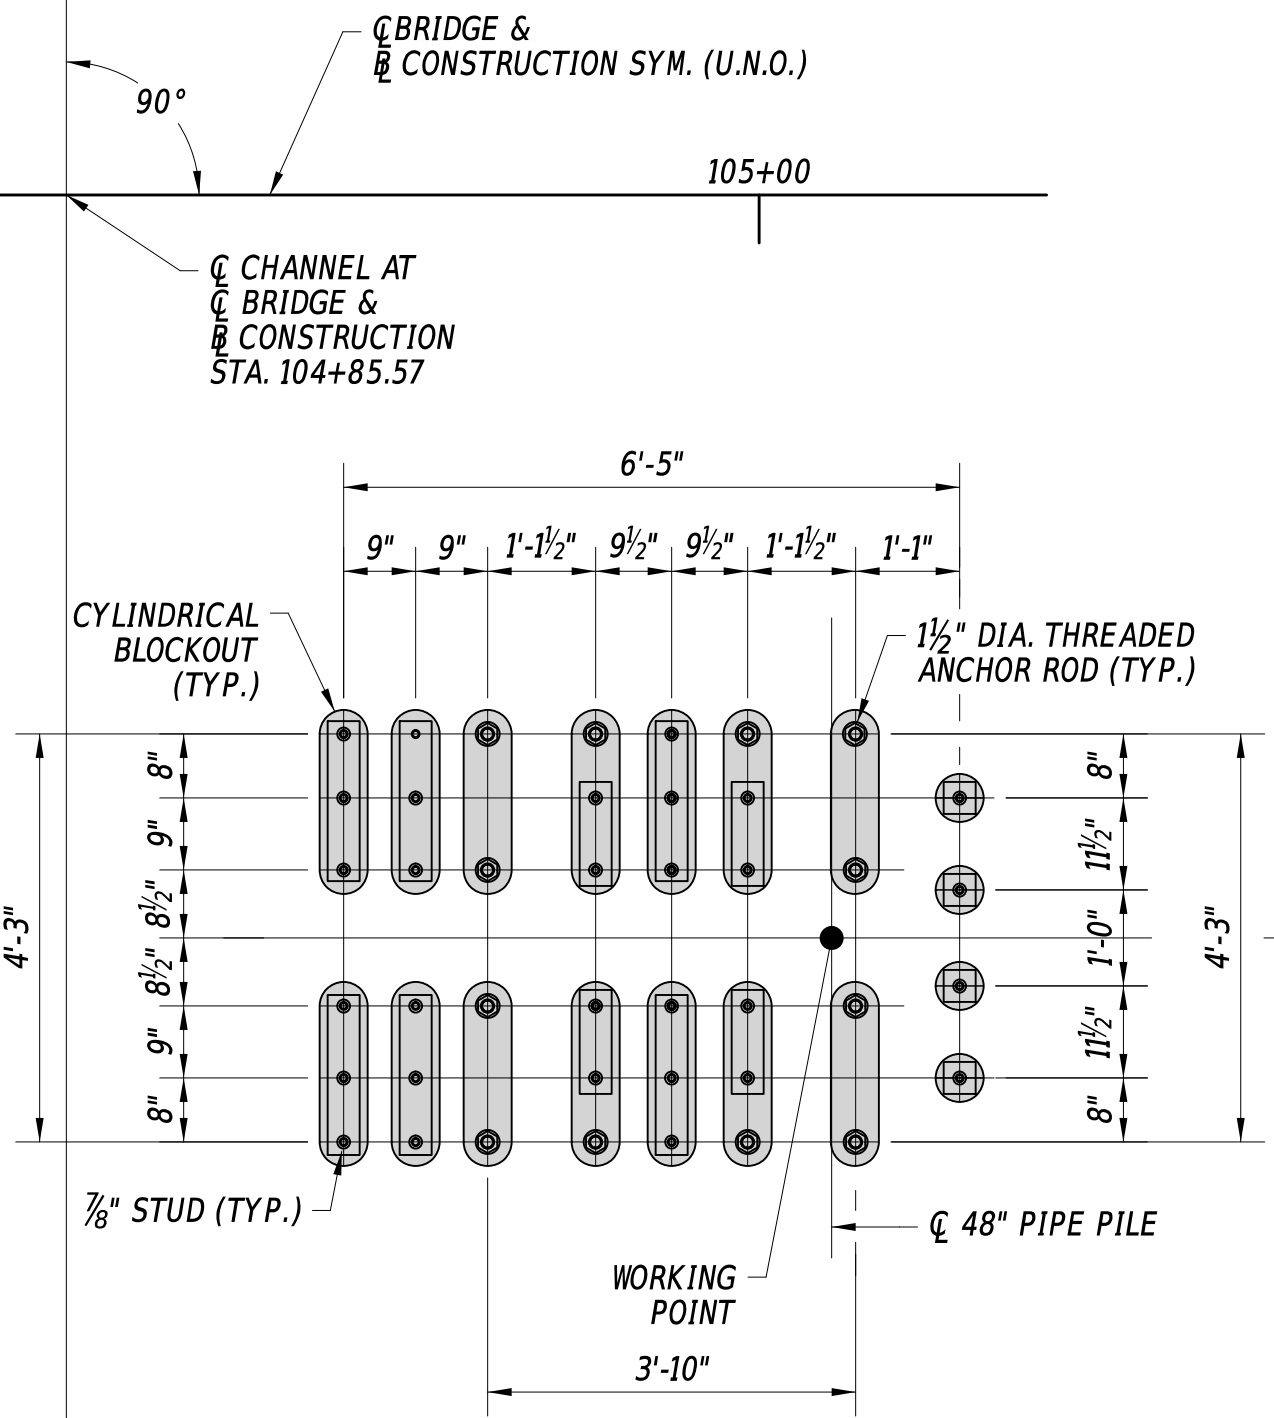 ℄ BRIDGE &
⅊ CONSTRUCTION SYM. (U.N.O.)
90°
105+00
℄ CHANNEL AT
℄ BRIDGE &
⅊ CONSTRUCTION
STA. 104+85.57
6'-5"
9"
9"
1'-1½"
9½"
9½"
1'-1½"
1'-1"
CYLINDRICAL
BLOCKOUT
(TYP.)
1½" DIA. THREADED
ANCHOR ROD (TYP.)
8"
9"
8½"
8½"
9"
8"
4'-3"
8"
11½"
1'-0"
11½"
8"
4'-3"
⅞" STUD (TYP.)
℄ 48" PIPE PILE
WORKING
POINT
3'-10"